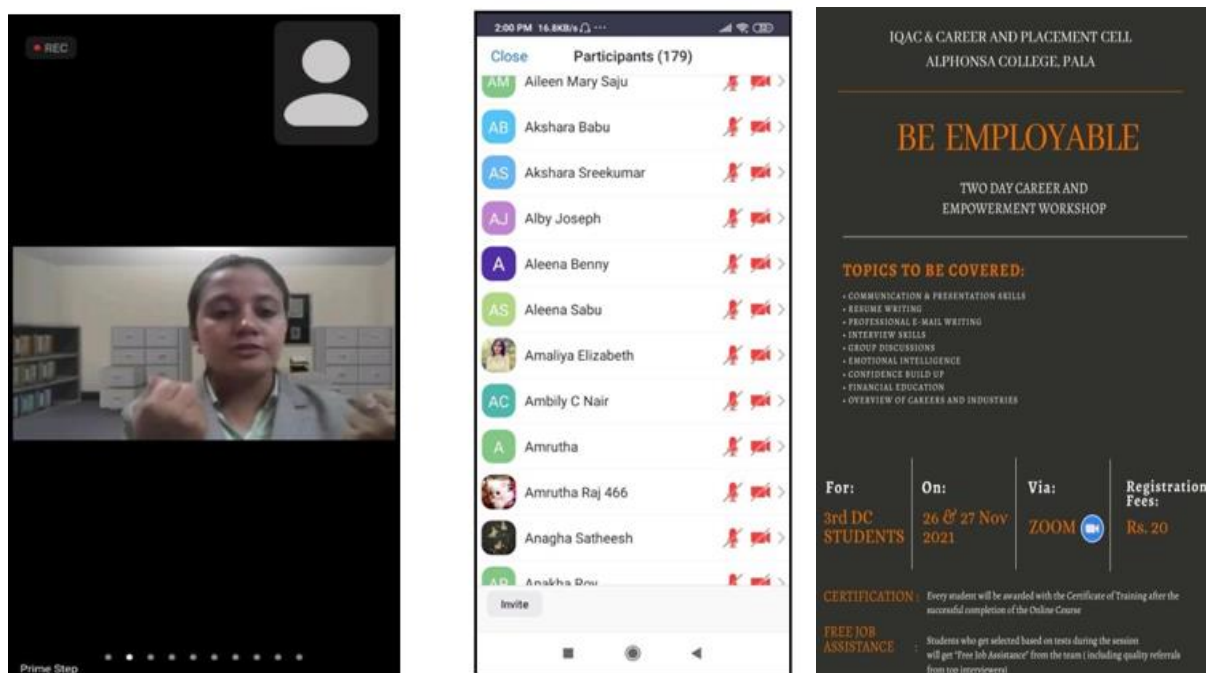 REC
Prime Step
2:00 PM 16.8KB/s ...
Close Participants (179)
AM Aileen Mary Saju
AB Akshara Babu
AS Akshara Sreekumar
AJ Alby Joseph
A Aleena Benny
AS Aleena Sabu
Amaliya Elizabeth
AC Ambily C Nair
A Amrutha
Amrutha Raj 466
Anagha Satheesh
AR Anakha Roy
Invite
IQAC & CAREER AND PLACEMENT CELL
ALPHONSA COLLEGE, PALA
BE EMPLOYABLE
TWO DAY CAREER AND
EMPOWERMENT WORKSHOP
TOPICS TO BE COVERED:
• COMMUNICATION & PRESENTATION SKILLS
• RESUME WRITING
• PROFESSIONAL E-MAIL WRITING
• INTERVIEW SKILLS
• GROUP DISCUSSIONS
• EMOTIONAL INTELLIGENCE
• CONFIDENCE BUILD UP
• FINANCIAL EDUCATION
• OVERVIEW OF CAREERS AND INDUSTRIES
For:
3rd DC
STUDENTS
On:
26 & 27 Nov
2021
Via:
ZOOM
Registration
Fees:
Rs. 20
CERTIFICATION : Every student will be awarded with the Certificate of Training after the
successful completion of the Online Course
FREE JOB
ASSISTANCE : Students who get selected based on tests during the session
will get "Free Job Assistance" from the team ( including quality referrals
from top interviewers)